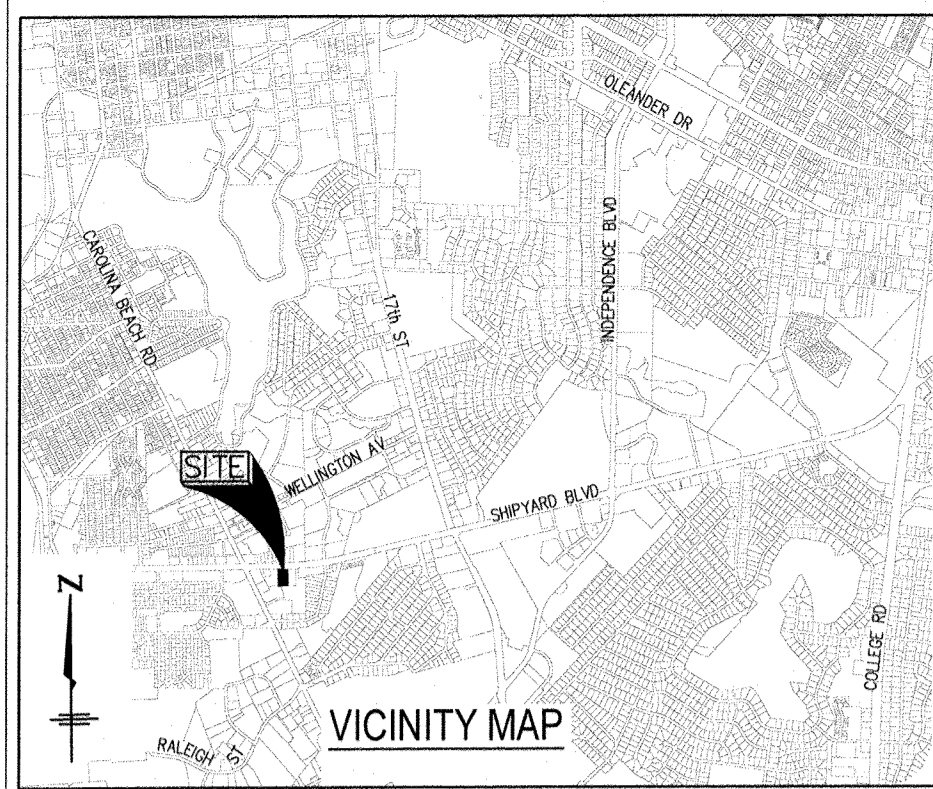 OLEANDER DR
INDEPENDENCE BLVD
CAROLINA BEACH RD
17th ST
SITE
WELLINGTON AV
SHIPYARD BLVD
N
COLLEGE RD
VICINITY MAP
RALEIGH ST